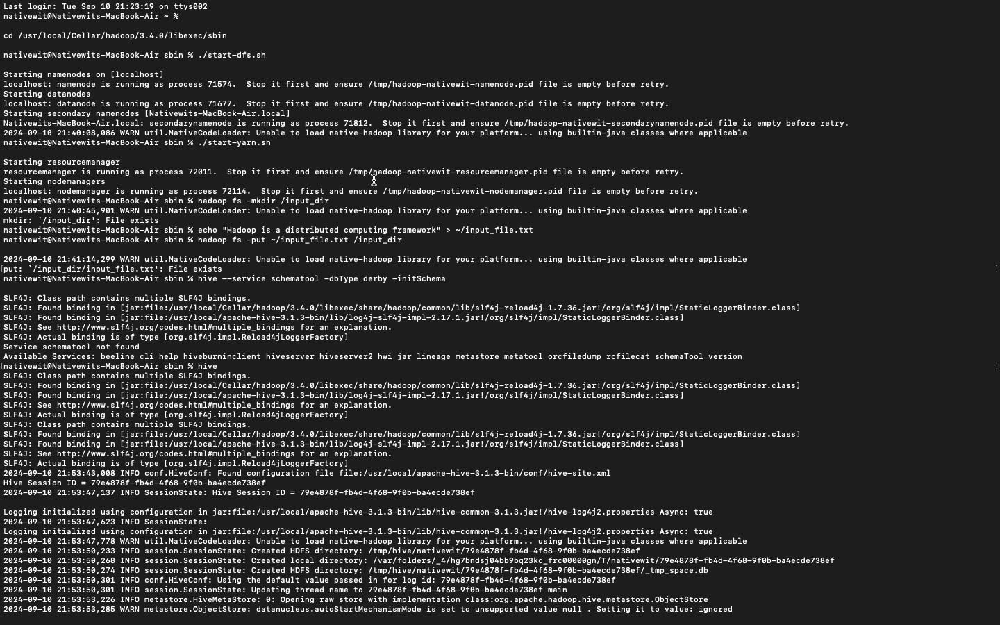 Last login: Tue Sep 10 21:23:19 on ttys002
nativewit@Nativewits-MacBook-Air ~ %
cd /usr/local/Cellar/hadoop/3.4.0/libexec/sbin
nativewit@Nativewits-MacBook-Air sbin % ./start-dfs.sh
Starting namenodes on [localhost]
localhost: namenode is running as process 71574.  Stop it first and ensure /tmp/hadoop-nativewit-namenode.pid file is empty before retry.
Starting datanodes
localhost: datanode is running as process 71677.  Stop it first and ensure /tmp/hadoop-nativewit-datanode.pid file is empty before retry.
Starting secondary namenodes [Nativewits-MacBook-Air.local]
Nativewits-MacBook-Air.local: secondarynamenode is running as process 71812.  Stop it first and ensure /tmp/hadoop-nativewit-secondarynamenode.pid file is empty before retry.
2024-09-10 21:40:08,086 WARN util.NativeCodeLoader: Unable to load native-hadoop library for your platform... using builtin-java classes where applicable
nativewit@Nativewits-MacBook-Air sbin % ./start-yarn.sh
Starting resourcemanager
resourcemanager is running as process 72011.  Stop it first and ensure /tmp/hadoop-nativewit-resourcemanager.pid file is empty before retry.
Starting nodemanagers
localhost: nodemanager is running as process 72114.  Stop it first and ensure /tmp/hadoop-nativewit-nodemanager.pid file is empty before retry.
nativewit@Nativewits-MacBook-Air sbin % hadoop fs -mkdir /input_dir
2024-09-10 21:40:45,901 WARN util.NativeCodeLoader: Unable to load native-hadoop library for your platform... using builtin-java classes where applicable
mkdir: `/input_dir': File exists
nativewit@Nativewits-MacBook-Air sbin % echo "Hadoop is a distributed computing framework" > ~/input_file.txt
nativewit@Nativewits-MacBook-Air sbin % hadoop fs -put ~/input_file.txt /input_dir
2024-09-10 21:41:14,299 WARN util.NativeCodeLoader: Unable to load native-hadoop library for your platform... using builtin-java classes where applicable
[put: `/input_dir/input_file.txt': File exists ]
nativewit@Nativewits-MacBook-Air sbin % hive --service schematool -dbType derby -initSchema
SLF4J: Class path contains multiple SLF4J bindings.
SLF4J: Found binding in [jar:file:/usr/local/Cellar/hadoop/3.4.0/libexec/share/hadoop/common/lib/slf4j-reload4j-1.7.36.jar!/org/slf4j/impl/StaticLoggerBinder.class]
SLF4J: Found binding in [jar:file:/usr/local/apache-hive-3.1.3-bin/lib/log4j-slf4j-impl-2.17.1.jar!/org/slf4j/impl/StaticLoggerBinder.class]
SLF4J: See http://www.slf4j.org/codes.html#multiple_bindings for an explanation.
SLF4J: Actual binding is of type [org.slf4j.impl.Reload4jLoggerFactory]
Service schematool not found
Available Services: beeline cli help hiveburninclient hiveserver hiveserver2 hwi jar lineage metastore metatool orcfiledump rcfilecat schemaTool version
[nativewit@Nativewits-MacBook-Air sbin % hive ]
SLF4J: Class path contains multiple SLF4J bindings.
SLF4J: Found binding in [jar:file:/usr/local/Cellar/hadoop/3.4.0/libexec/share/hadoop/common/lib/slf4j-reload4j-1.7.36.jar!/org/slf4j/impl/StaticLoggerBinder.class]
SLF4J: Found binding in [jar:file:/usr/local/apache-hive-3.1.3-bin/lib/log4j-slf4j-impl-2.17.1.jar!/org/slf4j/impl/StaticLoggerBinder.class]
SLF4J: See http://www.slf4j.org/codes.html#multiple_bindings for an explanation.
SLF4J: Actual binding is of type [org.slf4j.impl.Reload4jLoggerFactory]
SLF4J: Class path contains multiple SLF4J bindings.
SLF4J: Found binding in [jar:file:/usr/local/Cellar/hadoop/3.4.0/libexec/share/hadoop/common/lib/slf4j-reload4j-1.7.36.jar!/org/slf4j/impl/StaticLoggerBinder.class]
SLF4J: Found binding in [jar:file:/usr/local/apache-hive-3.1.3-bin/lib/log4j-slf4j-impl-2.17.1.jar!/org/slf4j/impl/StaticLoggerBinder.class]
SLF4J: See http://www.slf4j.org/codes.html#multiple_bindings for an explanation.
SLF4J: Actual binding is of type [org.slf4j.impl.Reload4jLoggerFactory]
2024-09-10 21:53:43,008 INFO conf.HiveConf: Found configuration file file:/usr/local/apache-hive-3.1.3-bin/conf/hive-site.xml
Hive Session ID = 79e4878f-fb4d-4f68-9f0b-ba4ecde738ef
2024-09-10 21:53:47,137 INFO SessionState: Hive Session ID = 79e4878f-fb4d-4f68-9f0b-ba4ecde738ef
Logging initialized using configuration in jar:file:/usr/local/apache-hive-3.1.3-bin/lib/hive-common-3.1.3.jar!/hive-log4j2.properties Async: true
2024-09-10 21:53:47,623 INFO SessionState:
Logging initialized using configuration in jar:file:/usr/local/apache-hive-3.1.3-bin/lib/hive-common-3.1.3.jar!/hive-log4j2.properties Async: true
2024-09-10 21:53:47,778 WARN util.NativeCodeLoader: Unable to load native-hadoop library for your platform... using builtin-java classes where applicable
2024-09-10 21:53:50,233 INFO session.SessionState: Created HDFS directory: /tmp/hive/nativewit/79e4878f-fb4d-4f68-9f0b-ba4ecde738ef
2024-09-10 21:53:50,268 INFO session.SessionState: Created local directory: /var/folders/_4/hg7bndsj04bb9bq23kc_frc00000gn/T/nativewit/79e4878f-fb4d-4f68-9f0b-ba4ecde738ef
2024-09-10 21:53:50,274 INFO session.SessionState: Created HDFS directory: /tmp/hive/nativewit/79e4878f-fb4d-4f68-9f0b-ba4ecde738ef/_tmp_space.db
2024-09-10 21:53:50,301 INFO conf.HiveConf: Using the default value passed in for log id: 79e4878f-fb4d-4f68-9f0b-ba4ecde738ef
2024-09-10 21:53:50,301 INFO session.SessionState: Updating thread name to 79e4878f-fb4d-4f68-9f0b-ba4ecde738ef main
2024-09-10 21:53:53,226 INFO metastore.HiveMetaStore: 0: Opening raw store with implementation class:org.apache.hadoop.hive.metastore.ObjectStore
2024-09-10 21:53:53,285 WARN metastore.ObjectStore: datanucleus.autoStartMechanismMode is set to unsupported value null . Setting it to value: ignored